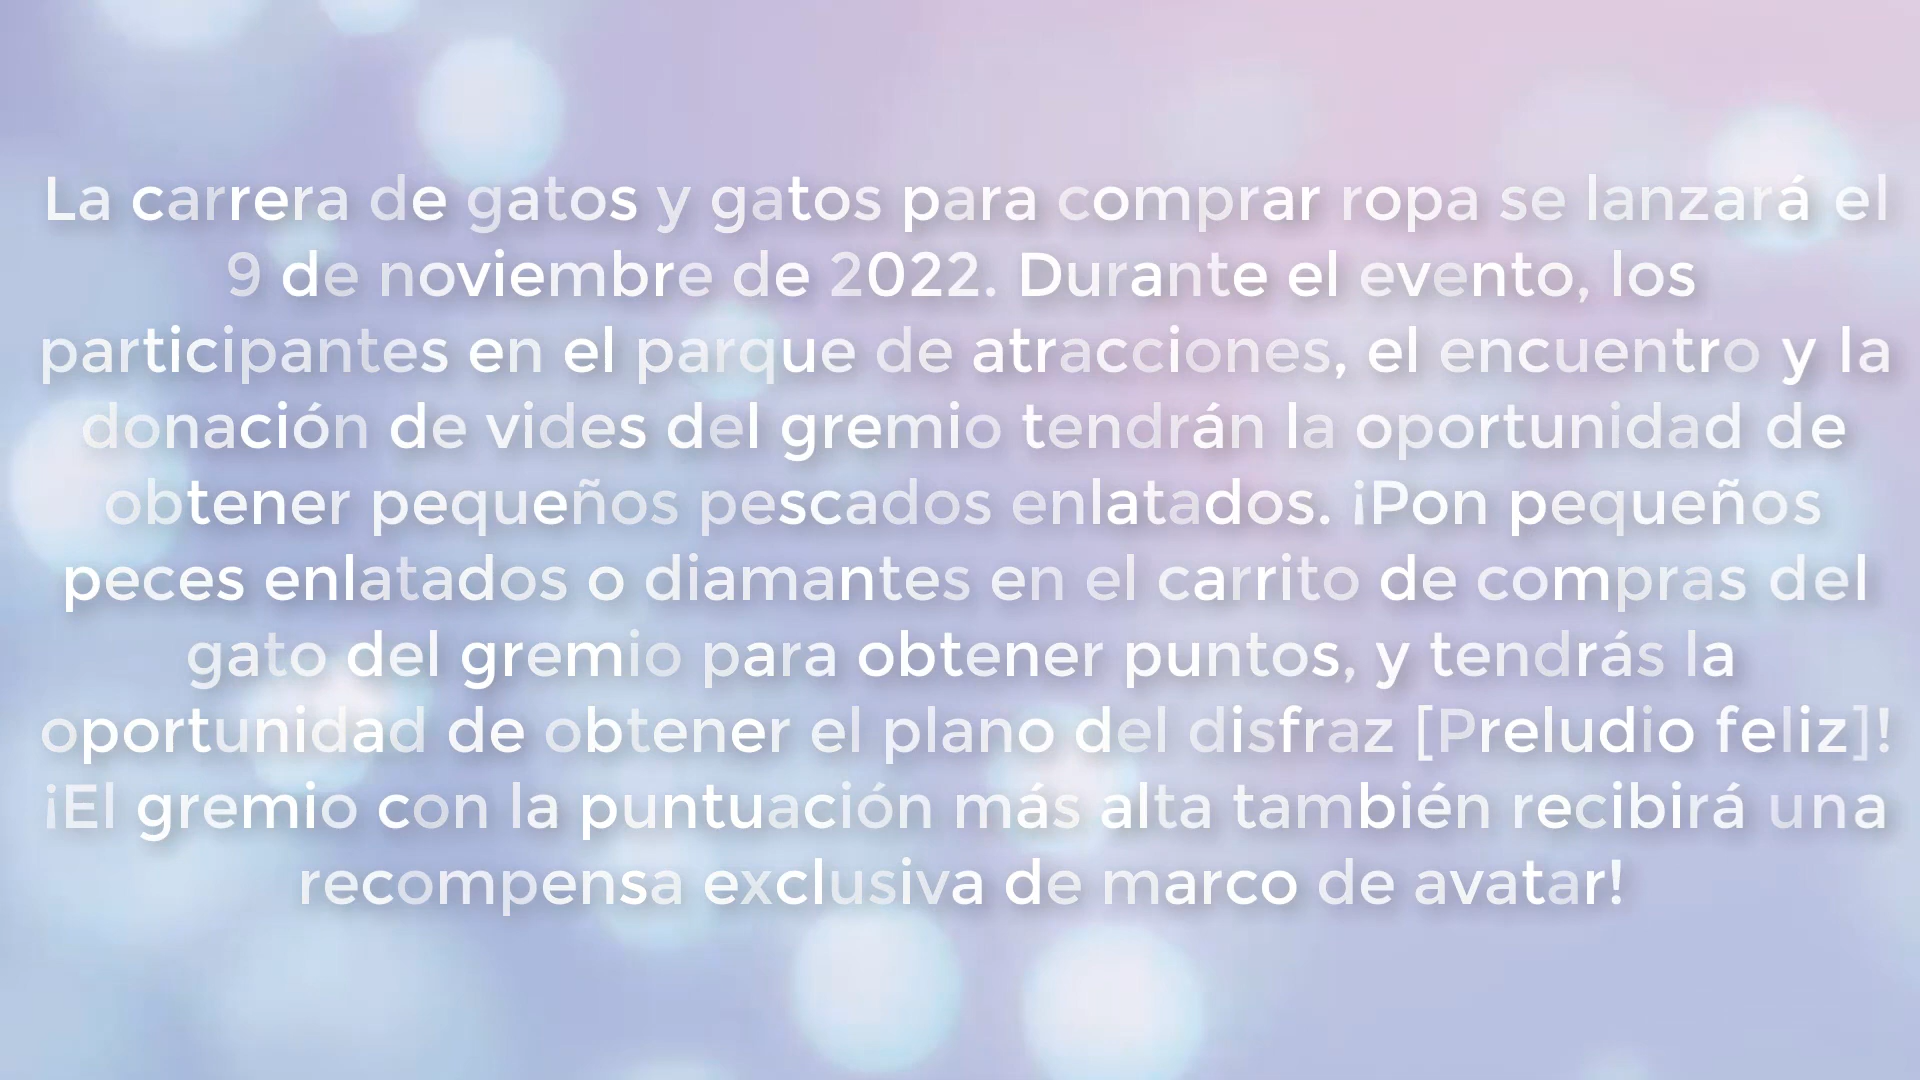 La carrera de gatos y gatos para comprar ropa se lanzará el
9 de noviembre de 2022. Durante el evento, los
participantes en el parque de atracciones, el encuentro y la
donación de vides del gremio tendrán la oportunidad de
obtener pequeños pescados enlatados. ¡Pon pequeños
peces enlatados o diamantes en el carrito de compras del
gato del gremio para obtener puntos, y tendrás la
oportunidad de obtener el plano del disfraz [Preludio feliz]!
¡El gremio con la puntuación más alta también recibirá una
recompensa exclusiva de marco de avatar!